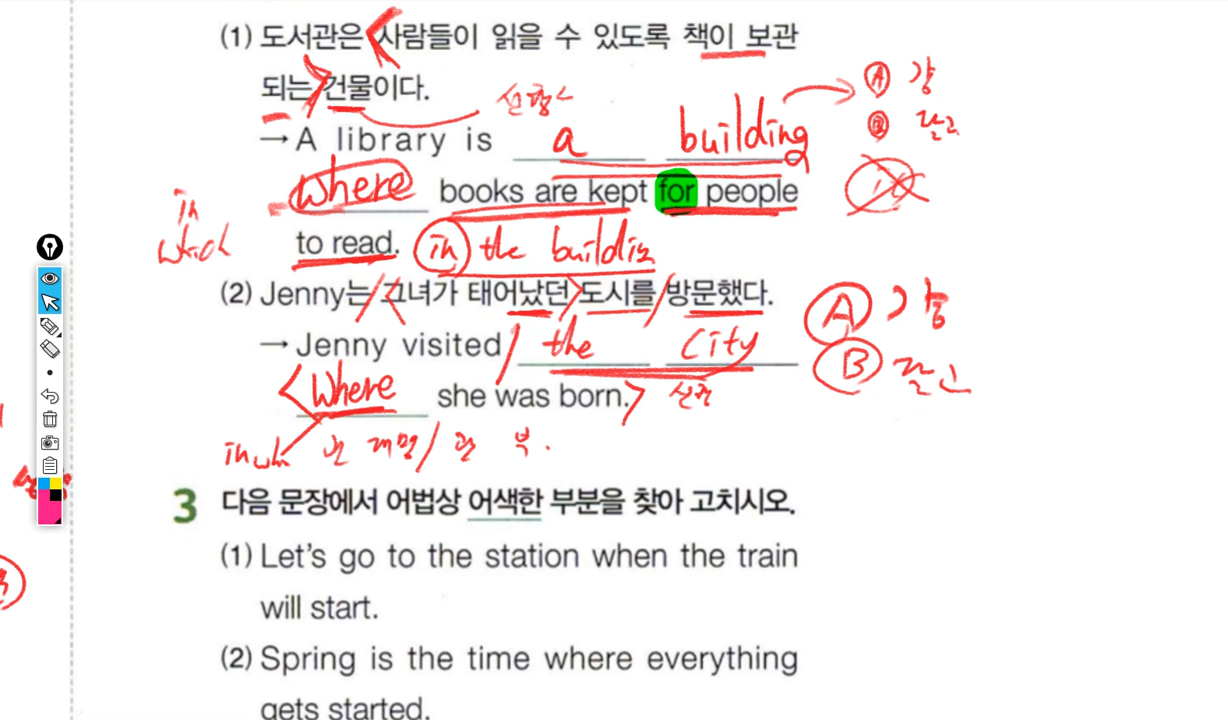 (1) 도서관은 사람들이 읽을 수 있도록 책이 보관
되는 건물이다.
선행
→ A library is a building
where books are kept for people
in
which
to read. in the building
(2) Jenny는 그녀가 태어났던 도시를 방문했다.
→ Jenny visited the city
Where she was born.
A
B
3 다음 문장에서 어법상 어색한 부분을 찾아 고치시오.
(1) Let's go to the station when the train
will start.
(2) Spring is the time where everything
gets started.